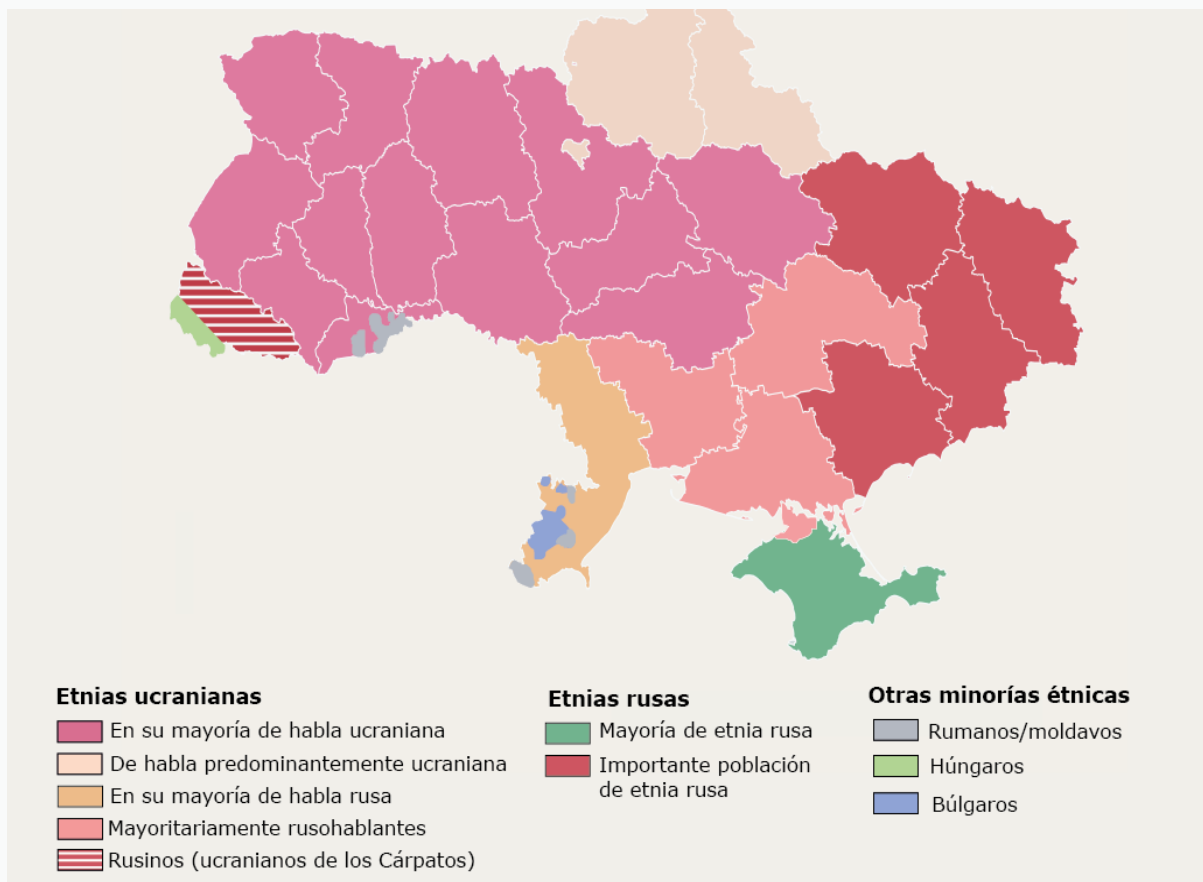 Etnias ucranianas
En su mayoría de habla ucraniana
De habla predominantemente ucraniana
En su mayoría de habla rusa
Mayoritariamente rusohablantes
Rusinos (ucranianos de los Cárpatos)
Etnias rusas
Mayoría de etnia rusa
Importante población
de etnia rusa
Otras minorías étnicas
Rumanos/moldavos
Húngaros
Búlgaros